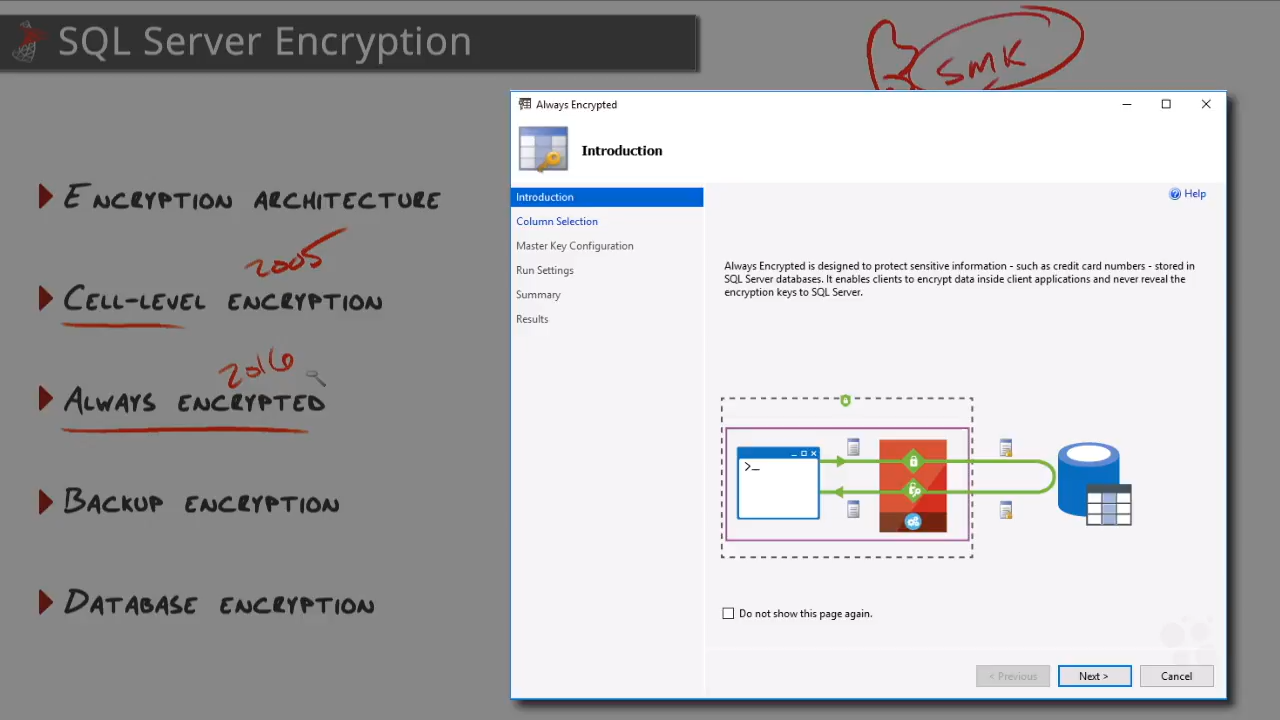 SQL Server Encryption
SMK
Always Encrypted
Introduction
Introduction
Column Selection
Master Key Configuration
Run Settings
Summary
Results
Help
Always Encrypted is designed to protect sensitive information - such as credit card numbers - stored in
SQL Server databases. It enables clients to encrypt data inside client applications and never reveal the
encryption keys to SQL Server.
>_
Do not show this page again.
< Previous
Next >
Cancel
ENCRYPTION ARCHITECTURE
2005
CELL-LEVEL ENCRYPTION
2016
ALWAYS ENCRYPTED
BACKUP ENCRYPTION
DATABASE ENCRYPTION